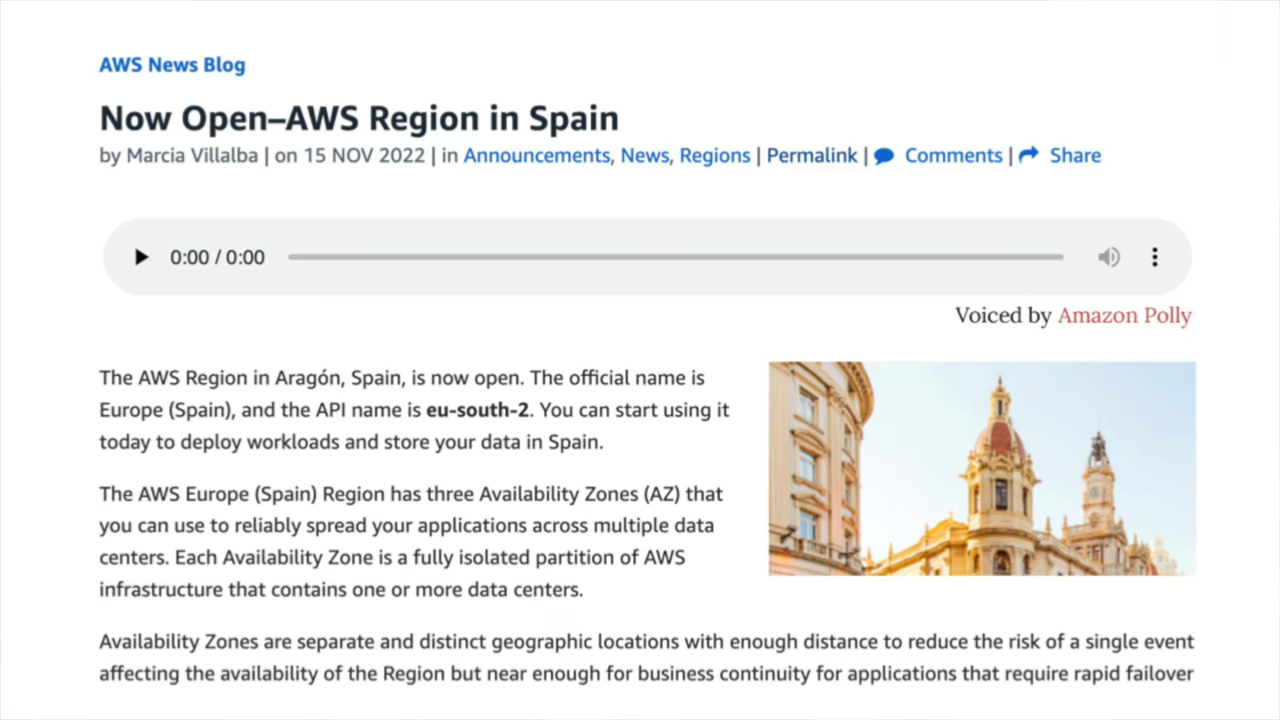 AWS News Blog
Now Open–AWS Region in Spain
by Marcia Villalba | on 15 NOV 2022 | in Announcements, News, Regions | Permalink | Comments | Share
0:00 / 0:00
Voiced by Amazon Polly
The AWS Region in Aragón, Spain, is now open. The official name is
Europe (Spain), and the API name is eu-south-2. You can start using it
today to deploy workloads and store your data in Spain.
The AWS Europe (Spain) Region has three Availability Zones (AZ) that
you can use to reliably spread your applications across multiple data
centers. Each Availability Zone is a fully isolated partition of AWS
infrastructure that contains one or more data centers.
Availability Zones are separate and distinct geographic locations with enough distance to reduce the risk of a single event
affecting the availability of the Region but near enough for business continuity for applications that require rapid failover